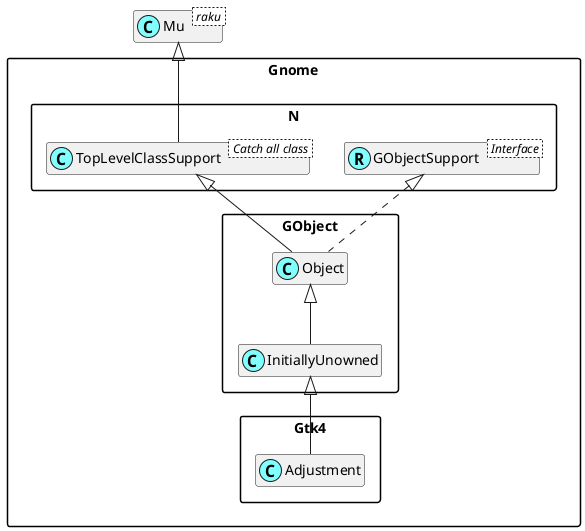 raku
C Mu
Gnome
N
Catch all class
C TopLevelClassSupport
Interface
R GObjectSupport
GObject
C Object
C InitiallyUnowned
Gtk4
C Adjustment